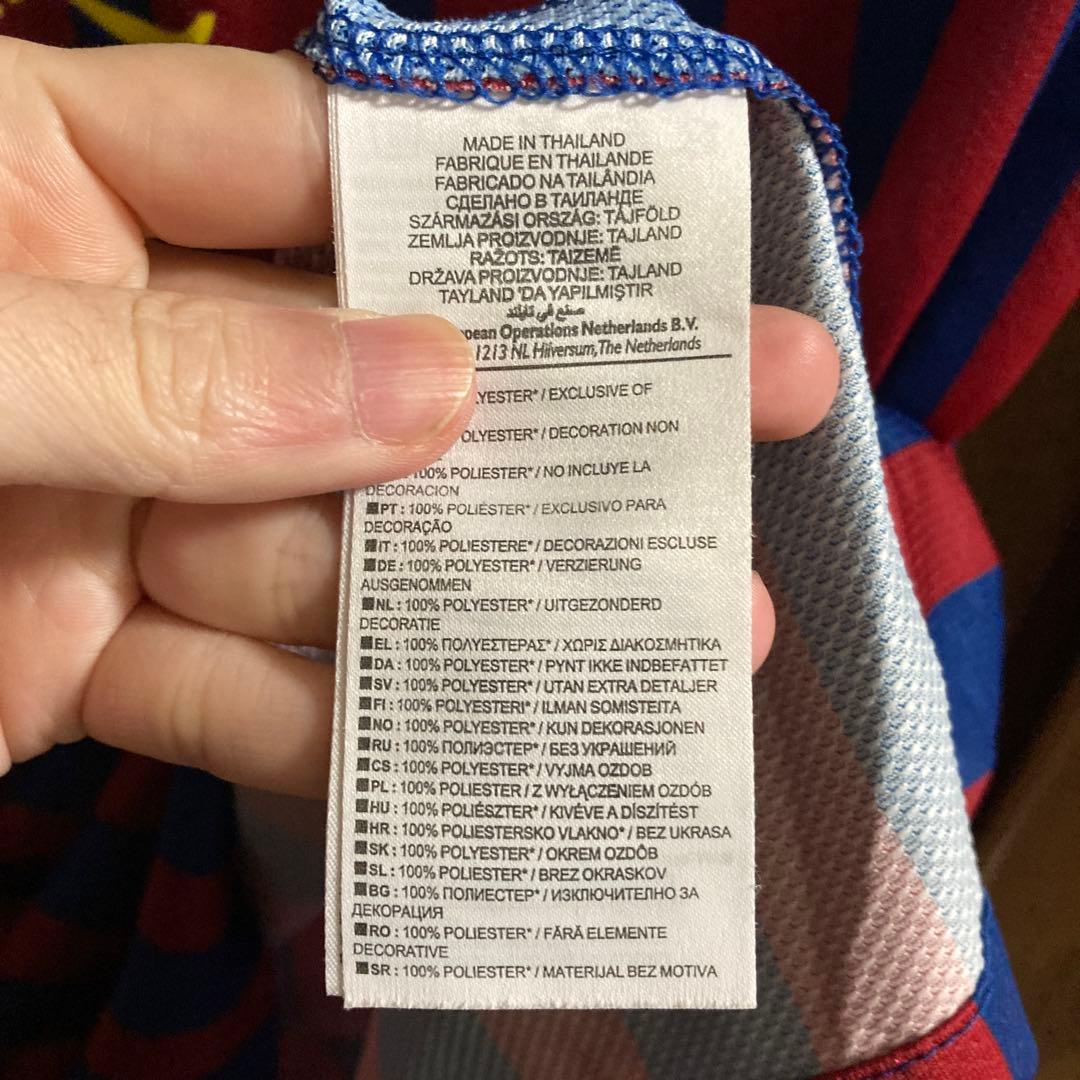 MADE IN THAILAND
FABRIQUE EN THAILANDE
FABRICADO NA TAILÂNDIA
СДЕЛАНО В ТАИЛАНДЕ
SZÁRMAZÁSI ORSZÁG: TÁJFÖLD
ZEMLJA PROIZVODNJE: TAJLAND
RAŽOTS: TAIZEMĒ
DRŽAVA PROIZVODNJE: TAJLAND
TAYLAND 'DA YAPILMIŞTIR
صنع في تايلند
Operations Netherlands B.V.
1213 NL Hilversum, The Netherlands
/ EXCLUSIVE OF
/ DECORATION NON
100% POLIESTER* / NO INCLUYE LA
DECORACION
PT : 100% POLIÉSTER* / EXCLUSIVO PARA
DECORAÇÃO
IT : 100% POLIESTERE* / DECORAZIONI ESCLUSE
DE : 100% POLYESTER* / VERZIERUNG
AUSGENOMMEN
NL : 100% POLYESTER* / UITGEZONDERD
DECORATIE
EL : 100% ΠΟΛΥΕΣΤΕΡΑΣ* / ΧΩΡΙΣ ΔΙΑΚΟΣΜΗΤΙΚΑ
DA : 100% POLYESTER* / PYNT IKKE INDBEFATTET
SV : 100% POLYESTER* / UTAN EXTRA DETALJER
FI : 100% POLYESTERI* / ILMAN SOMISTEITA
NO : 100% POLYESTER* / KUN DEKORASJONEN
RU : 100% ПОЛИЭСТЕР* / БЕЗ УКРАШЕНИЙ
CS : 100% POLYESTER* / VYJMA OZDOB
PL : 100% POLIESTER / Z WYŁĄCZENIEM OZDÓB
HU : 100% POLIÉSZTER* / KIVÉVE A DÍSZÍTÉST
HR : 100% POLIESTERSKO VLAKNO* / BEZ UKRASA
SK : 100% POLYESTER* / OKREM OZDÔB
SL : 100% POLIESTER* / BREZ OKRASKOV
BG : 100% ПОЛИЕСТЕР* / ИЗКЛЮЧИТЕЛНО ЗА
ДЕКОРАЦИЯ
RO : 100% POLIESTER* / FĂRĂ ELEMENTE
DECORATIVE
SR : 100% POLIESTER* / MATERIJAL BEZ MOTIVA